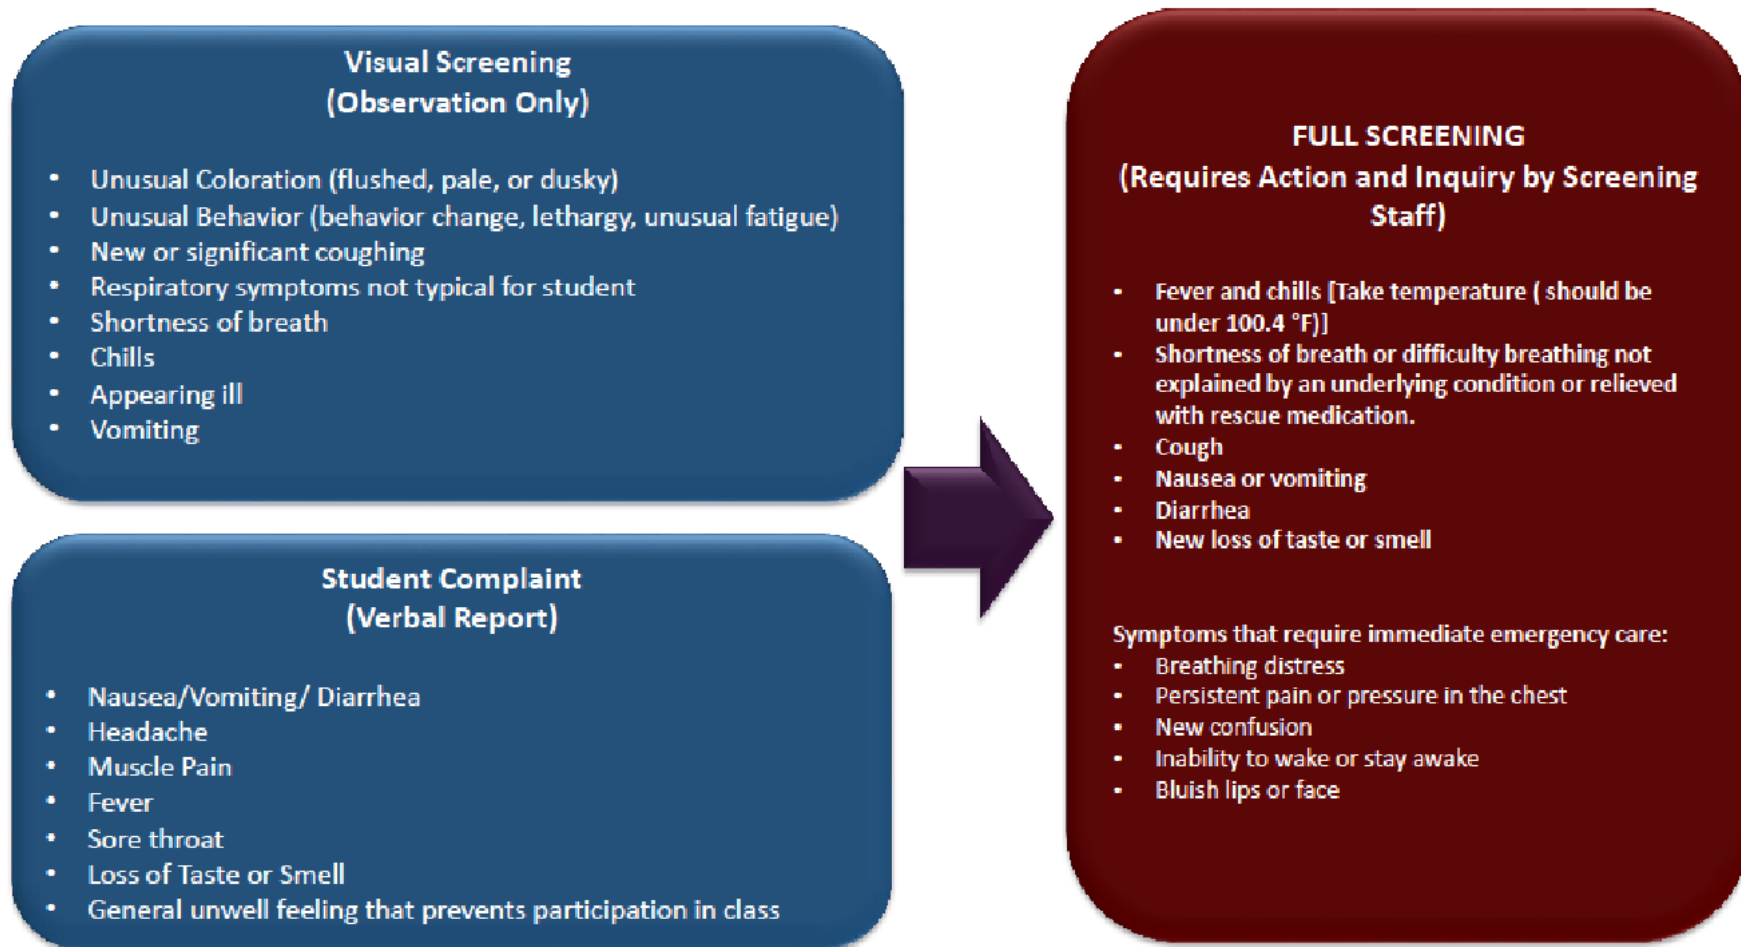 Visual Screening
(Observation Only)
• Unusual Coloration (flushed, pale, or dusky)
• Unusual Behavior (behavior change, lethargy, unusual fatigue)
• New or significant coughing
• Respiratory symptoms not typical for student
• Shortness of breath
• Chills
• Appearing ill
• Vomiting
Student Complaint
(Verbal Report)
• Nausea/Vomiting/ Diarrhea
• Headache
• Muscle Pain
• Fever
• Sore throat
• Loss of Taste or Smell
• General unwell feeling that prevents participation in class
FULL SCREENING
(Requires Action and Inquiry by Screening
Staff)
• Fever and chills [Take temperature ( should be
under 100.4 °F)]
• Shortness of breath or difficulty breathing not
explained by an underlying condition or relieved
with rescue medication.
• Cough
• Nausea or vomiting
• Diarrhea
• New loss of taste or smell
Symptoms that require immediate emergency care:
• Breathing distress
• Persistent pain or pressure in the chest
• New confusion
• Inability to wake or stay awake
• Bluish lips or face